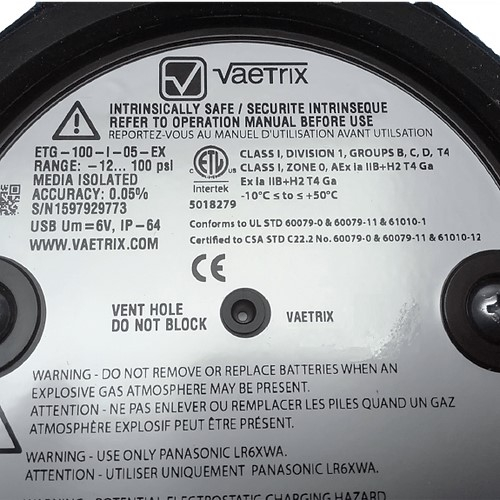 VaeTrix
INTRINSICALLY SAFE / SECURITE INTRINSEQUE
REFER TO OPERATION MANUAL BEFORE USE
REPORTEZ-VOUS AU MANUEL D'UTILISATION AVANT UTILSATION
ETG-100-I-05-EX
RANGE: -12... 100 psi
MEDIA ISOLATED
ACCURACY: 0.05%
S/N1597929773
USB Um=6V, IP-64
WWW.VAETRIX.COM
ETL
Intertek
5018279
CLASS I, DIVISION 1, GROUPS B, C, D, T4
CLASS I, ZONE 0, AEx Ia IIB+H2 T4 Ga
Ex Ia IIB+H2 T4 Ga
-10°C ≤ to ≤ +50°C
Conforms to UL STD 60079-0 & 60079-11 & 61010-1
Certified to CSA STD C22.2 No. 60079-0 & 60079-11 & 61010-12
CE
VENT HOLE
DO NOT BLOCK
VAETRIX
WARNING - DO NOT REMOVE OR REPLACE BATTERIES WHEN AN
EXPLOSIVE GAS ATMOSPHERE MAY BE PRESENT.
ATTENTION - NE PAS ENLEVER OU REMPLACER LES PILES QUAND UN GAZ
ATMOSPHÈRE EXPLOSIF PEUT ÊTRE PRÉSENT.
WARNING - USE ONLY PANASONIC LR6XWA.
ATTENTION - UTILISER UNIQUEMENT PANASONIC LR6XWA.
WARNING - POTENTIAL ELECTROSTATIC CHARGING HAZARD